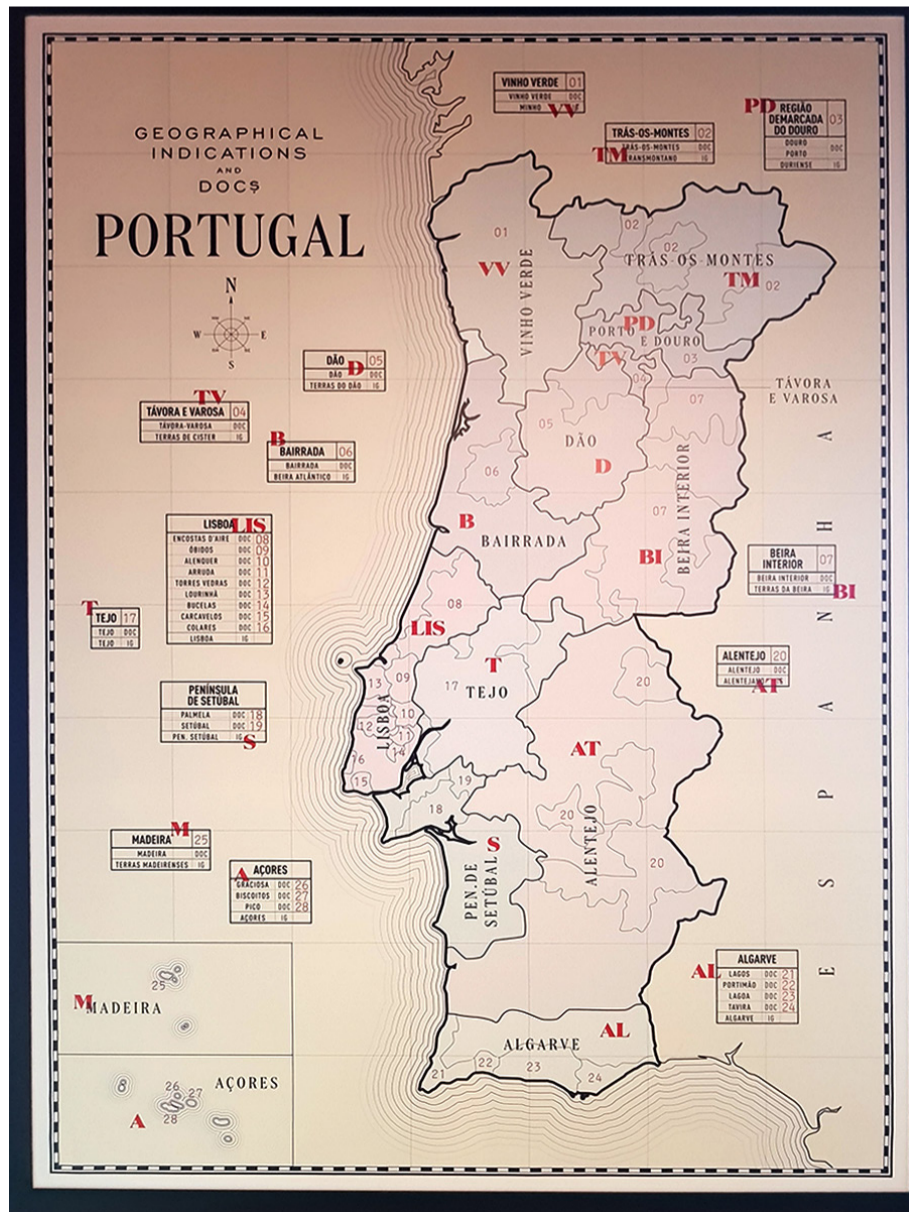 GEOGRAPHICAL
INDICATIONS
AND
DOCS
PORTUGAL
N
W E
S
VINHO VERDE 01
VINHO VERDE DOC
MINHO
VV
TRÁS-OS-MONTES 02
TRÁS-OS-MONTES DOC
TRANSMONTANO IG
TM
PD
REGIÃO
DEMARCADA
DO DOURO
03
DOURO
PORTO
DOC
DURIENSE IG
DÃO 05
DÃO DOC
TERRAS DO DÃO IG
D
TV
TÁVORA E VAROSA 04
TÁVORA-VAROSA DOC
TERRAS DE CISTER IG
B
BAIRRADA 06
BAIRRADA DOC
BEIRA ATLÂNTICO IG
LISBOA LIS
ENCOSTAS D'AIRE DOC 08
ÓBIDOS DOC 09
ALENQUER DOC 10
ARRUDA DOC 11
TORRES VEDRAS DOC 12
LOURINHÃ DOC 13
BUCELAS DOC 14
CARCAVELOS DOC 15
COLARES DOC 16
LISBOA IG
T
TEJO 17
TEJO DOC
TEJO IG
PENÍNSULA
DE SETÚBAL
PALMELA DOC 18
SETÚBAL DOC 19
PEN. SETÚBAL IG
S
M
MADEIRA 25
MADEIRA DOC
TERRAS MADEIRENSES IG
A
AÇORES
GRACIOSA DOC 26
BISCOITOS DOC 27
PICO DOC 28
AÇORES IG
BEIRA
INTERIOR
07
BEIRA INTERIOR DOC
TERRAS DA BEIRA IG
BI
ALENTEJO 20
ALENTEJO DOC
AT
AL
ALGARVE
LAGOS DOC 21
PORTIMÃO DOC 22
LAGOA DOC 23
TAVIRA DOC 24
ALGARVE IG
01
VV
VINHO VERDE
02
02
TRÁS-OS-MONTES
TM
02
PD
PORTO
E DOURO
03
TV
04
TÁVORA
E VAROSA
05
DÃO
D
07
06
B
BAIRRADA
07
BI
BEIRA INTERIOR
08
LIS
13
09
10
12
11
14
16
15
LISBOA
17
T
TEJO
20
AT
20
20
ALENTEJO
19
18
S
PEN. DE
SETÚBAL
ALGARVE
AL
21
22
23
24
ESPANHA
25
M
MADEIRA
AÇORES
26
27
28
A